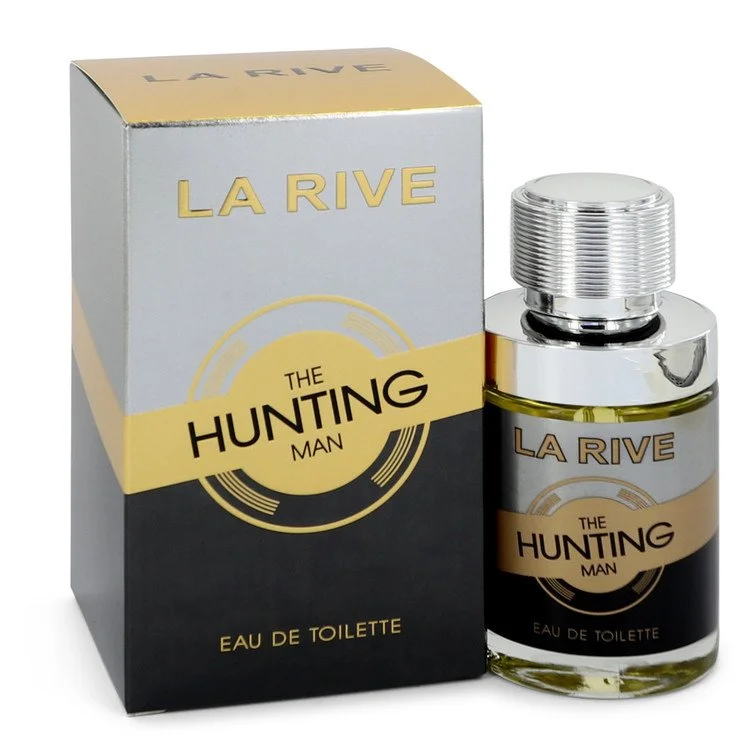 LA RIVE
LA RIVE
THE
HUNTING
MAN
EAU DE TOILETTE
LA RIVE
THE
HUNTING
MAN
EAU DE TOILETTE